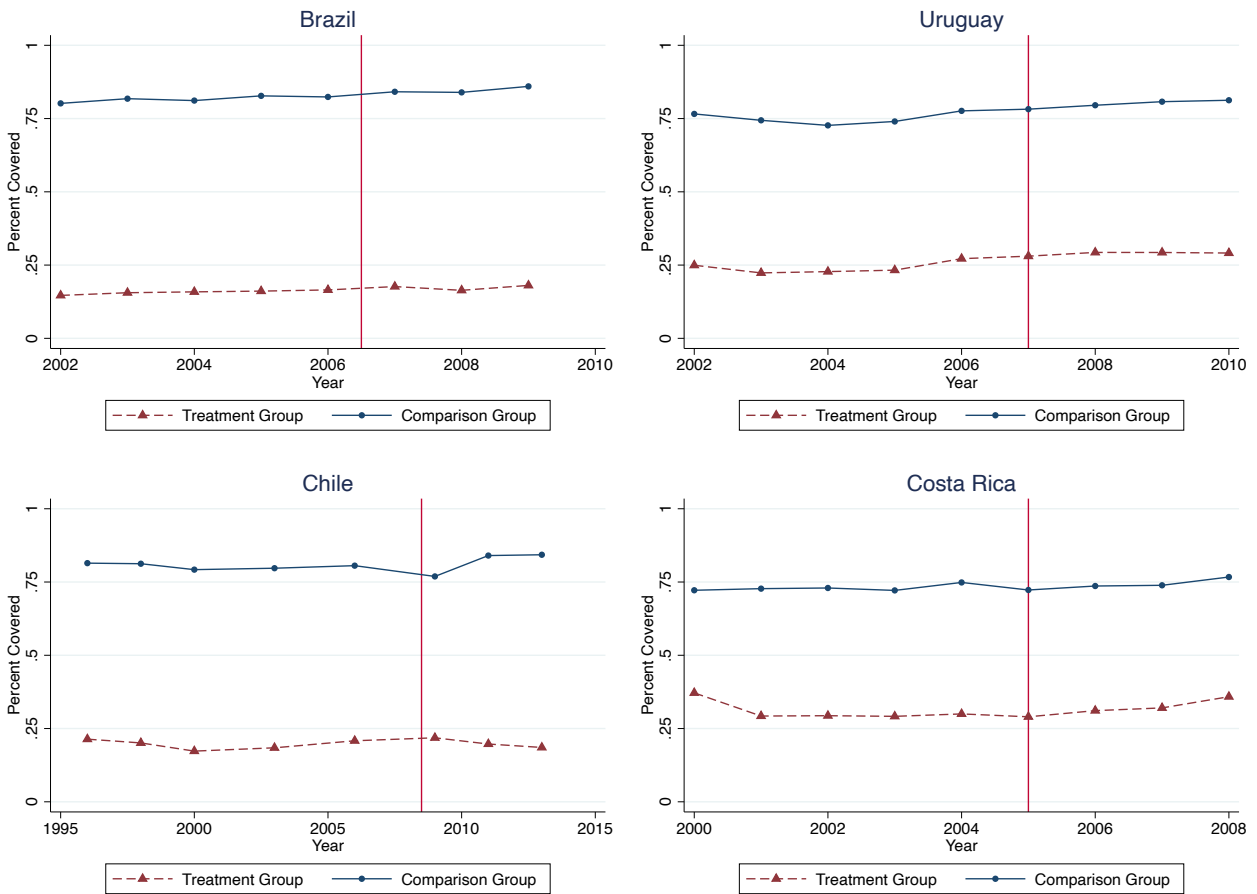 Brazil
Percent Covered
1
.75
.5
.25
0
2002 2004 2006 2008 2010
Year
Treatment Group Comparison Group
Uruguay
Percent Covered
1
.75
.5
.25
0
2002 2004 2006 2008 2010
Year
Treatment Group Comparison Group
Chile
Percent Covered
1
.75
.5
.25
0
1995 2000 2005 2010 2015
Year
Treatment Group Comparison Group
Costa Rica
Percent Covered
1
.75
.5
.25
0
2000 2002 2004 2006 2008
Year
Treatment Group Comparison Group